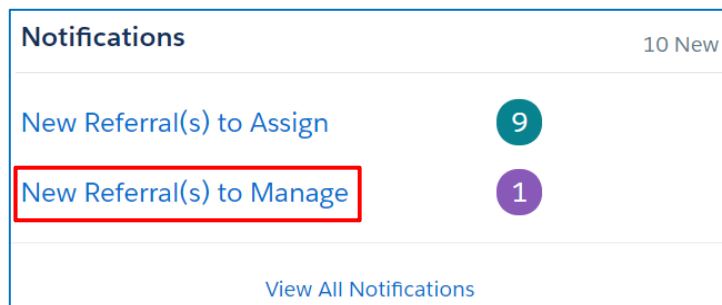 Notifications
10 New
New Referral(s) to Assign
9
New Referral(s) to Manage
1
View All Notifications